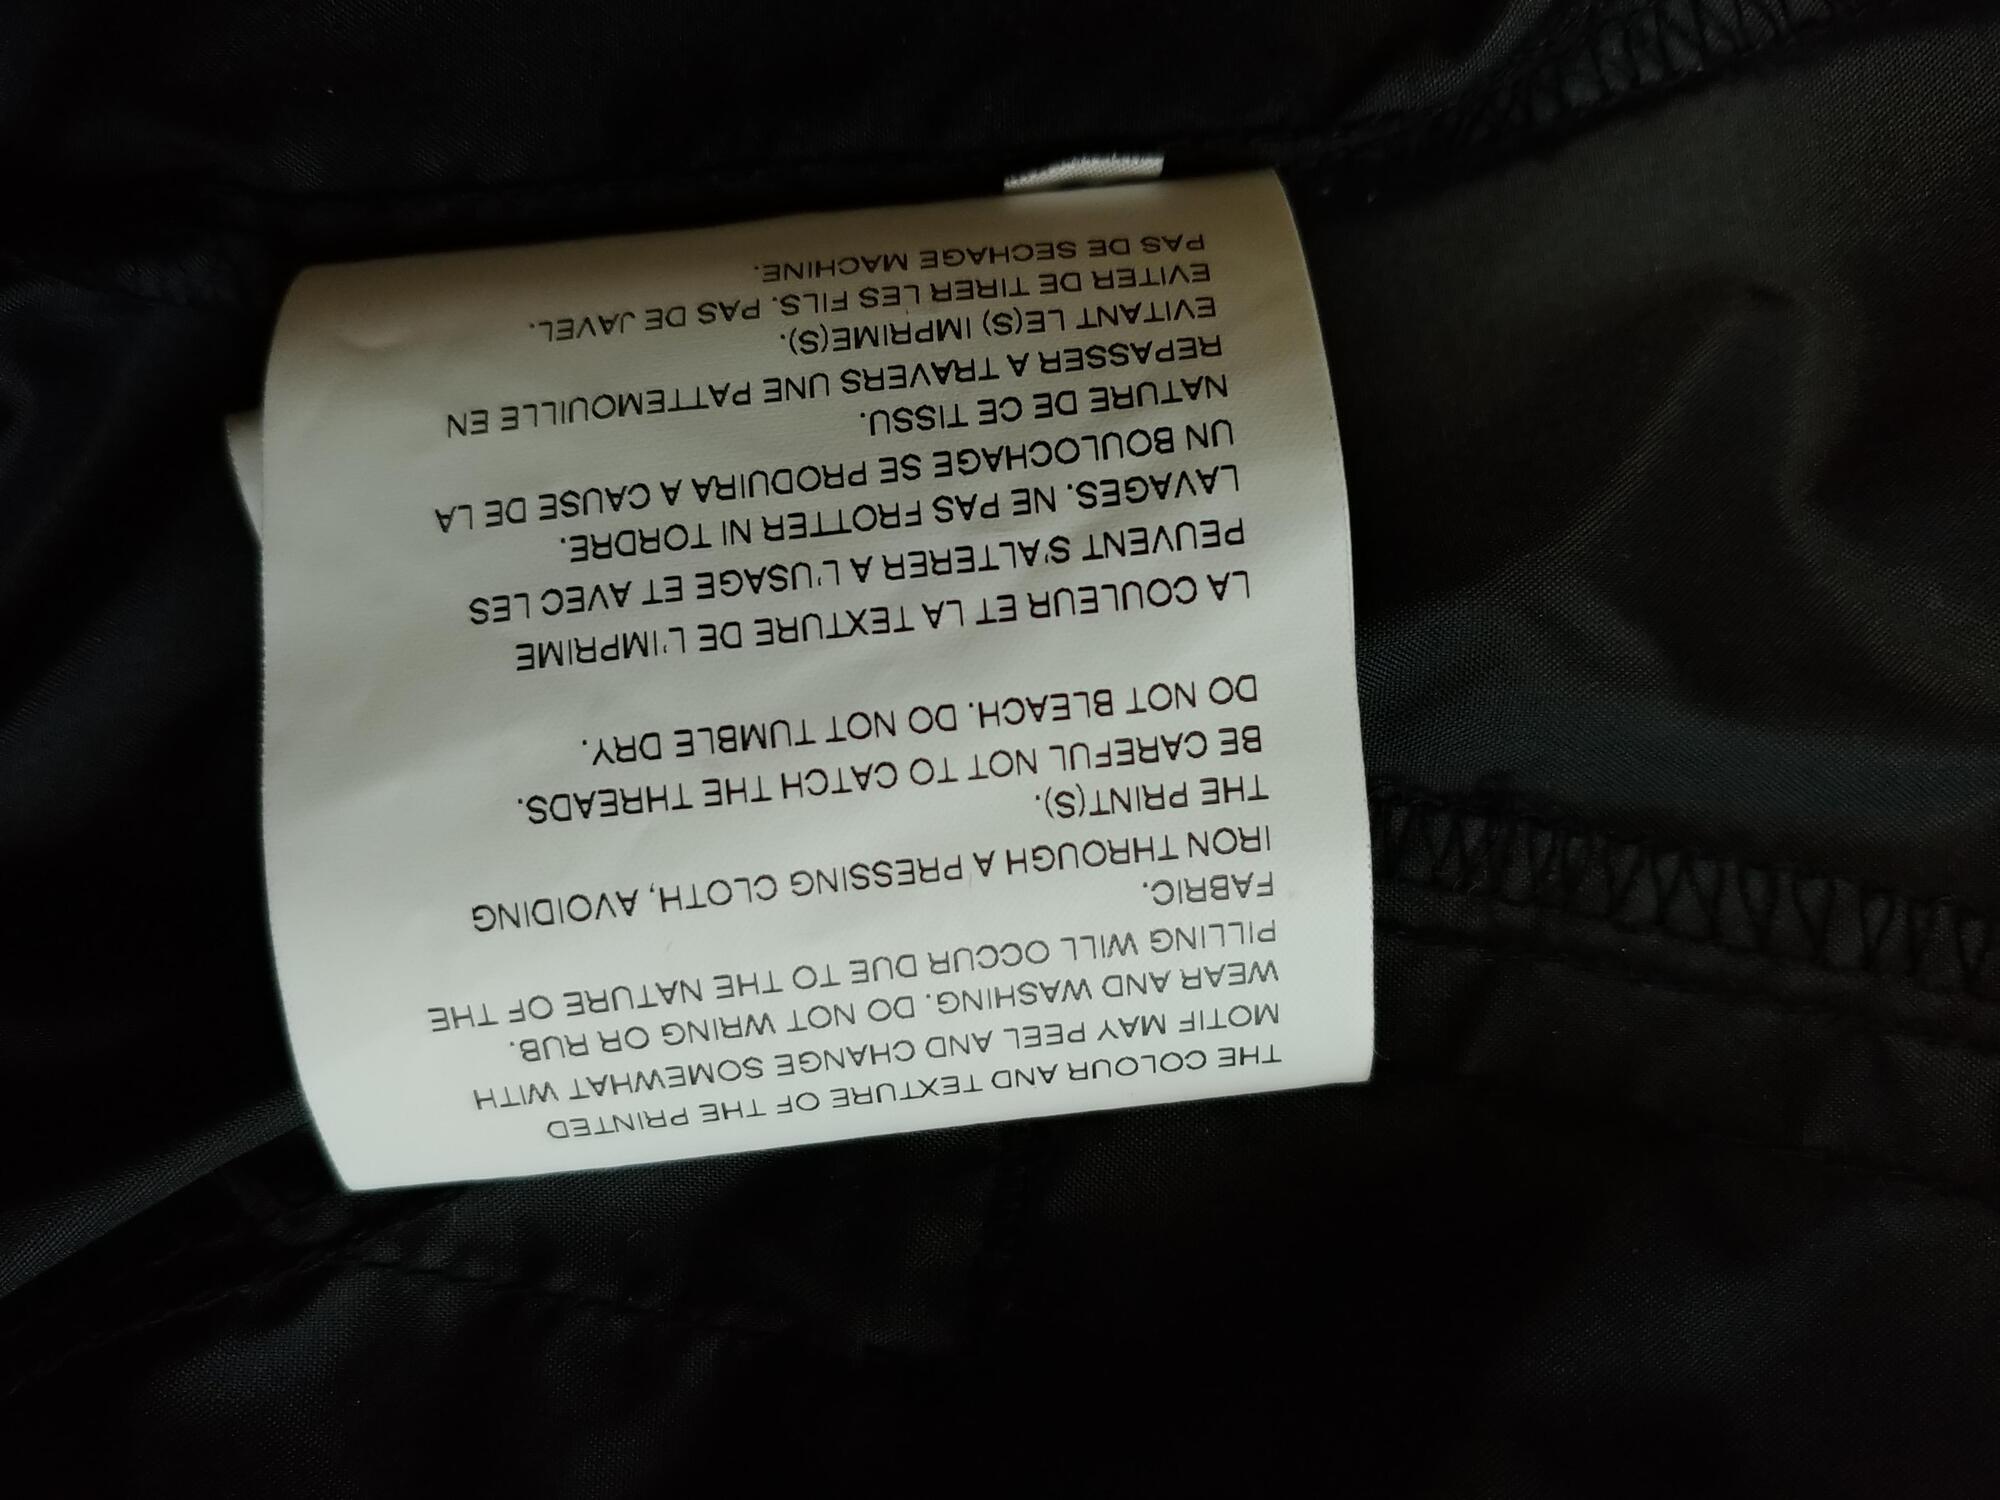 THE COLOUR AND TEXTURE OF THE PRINTED
MOTIF MAY PEEL AND CHANGE SOMEWHAT WITH
WEAR AND WASHING. DO NOT WRING OR RUB.
PILLING WILL OCCUR DUE TO THE NATURE OF THE
FABRIC.
IRON THROUGH A PRESSING CLOTH, AVOIDING
THE PRINT(S).
BE CAREFUL NOT TO CATCH THE THREADS.
DO NOT BLEACH. DO NOT TUMBLE DRY.
LA COULEUR ET LA TEXTURE DE L'IMPRIME
PEUVENT S'ALTERER A L'USAGE ET AVEC LES
LAVAGES. NE PAS FROTTER NI TORDRE.
UN BOULOCHAGE SE PRODUIRA A CAUSE DE LA
NATURE DE CE TISSU.
REPASSER A TRAVERS UNE PATTEMOUILLE EN
EVITANT LE(S) IMPRIME(S).
EVITER DE TIRER LES FILS. PAS DE JAVEL.
PAS DE SECHAGE MACHINE.